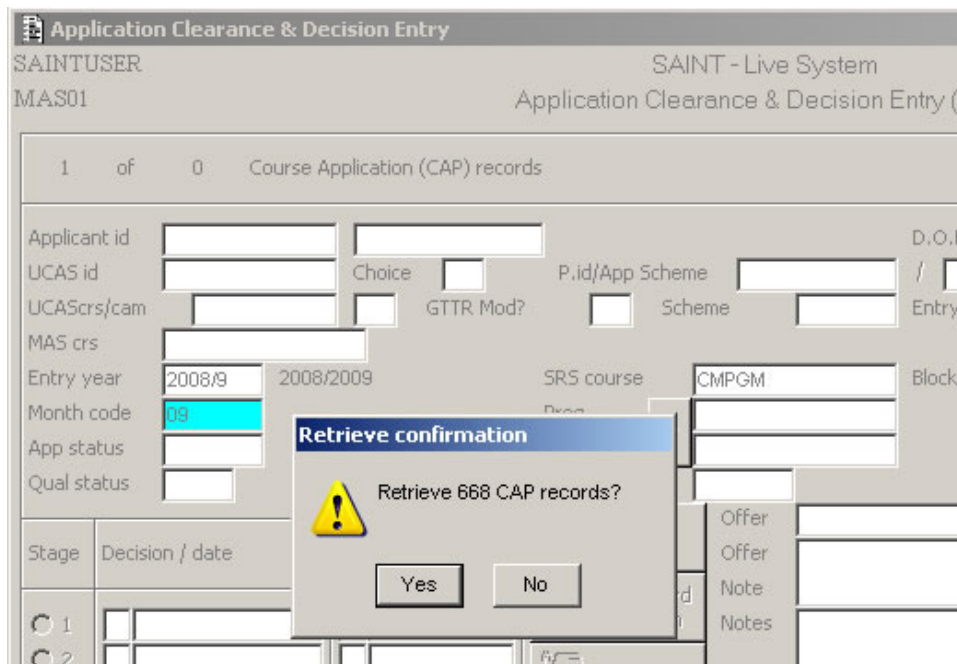 Application Clearance & Decision Entry
SAINTUSER SAINT - Live System
MAS01 Application Clearance & Decision Entry (
1 of 0 Course Application (CAP) records
Applicant id D.O.
UCAS id Choice P.id/App Scheme /
UCAScrs/cam GTTR Mod? Scheme Entry
MAS crs
Entry year 2008/9 2008/2009 SRS course CMPGM Block
Month code 09
App status
Qual status
Retrieve confirmation
Retrieve 668 CAP records?
Yes No
Offer
Stage Decision / date Offer
Note
1 Notes
2